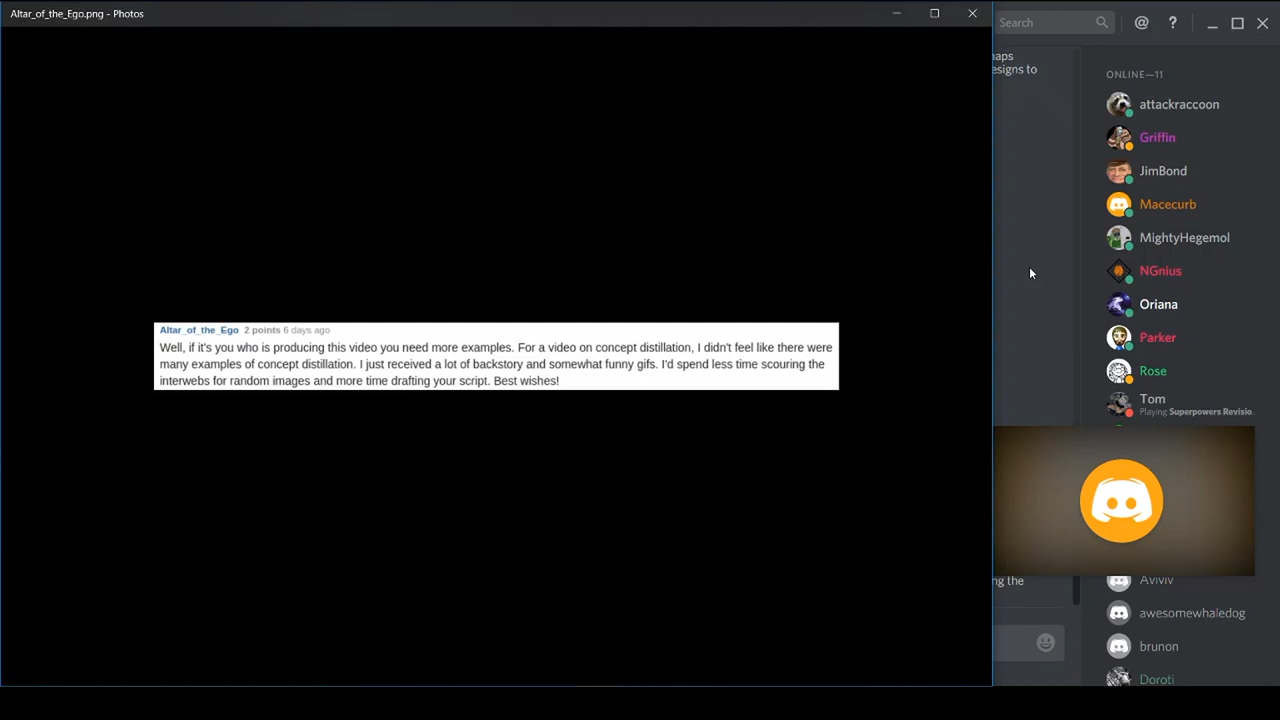 Altar_of_the_Ego.png - Photos
Altar_of_the_Ego 2 points 6 days ago
Well, if it's you who is producing this video you need more examples. For a video on concept distillation, I didn't feel like there were
many examples of concept distillation. I just received a lot of backstory and somewhat funny gifs. I'd spend less time scouring the
interwebs for random images and more time drafting your script. Best wishes!
Search
esigns to
ONLINE—11
attackraccoon
Griffin
JimBond
Macecurb
MightyHegemol
NGnius
Oriana
Parker
Rose
Tom
Playing Superpowers Revisio...
ng the
Aviviv
awesomewhaledog
brunon
Doroti